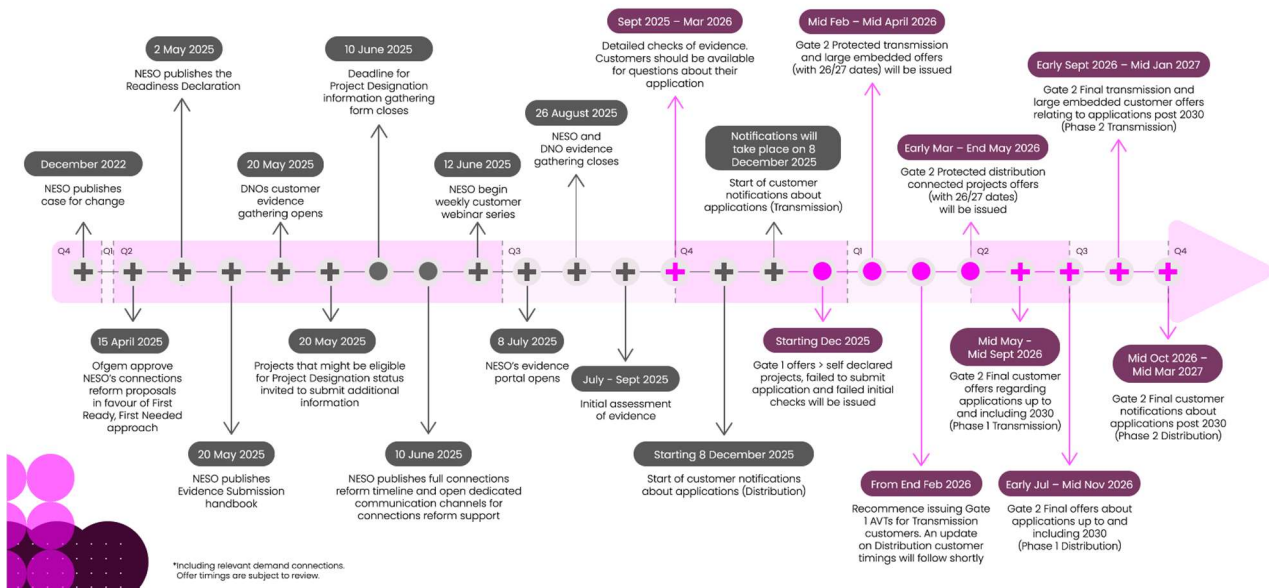 Sept 2025 – Mar 2026
Detailed checks of evidence.
Customers should be available
for questions about their
application
Mid Feb – Mid April 2026
Gate 2 Protected transmission
and large embedded offers
(with 26/27 dates) will be issued
2 May 2025
NESO publishes the
Readiness Declaration
10 June 2025
Deadline for
Project Designation
information gathering
form closes
Early Sept 2026 – Mid Jan 2027
Gate 2 Final transmission and
large embedded customer offers
relating to applications post 2030
(Phase 2 Transmission)
26 August 2025
NESO and
DNO evidence
gathering closes
Notifications will
take place on 8
December 2025
Start of customer
notifications about
applications (Transmission)
Early Mar – End May 2026
Gate 2 Protected distribution
connected projects offers
(with 26/27 dates)
will be issued
December 2022
NESO publishes
case for change
20 May 2025
DNOs customer
evidence
gathering opens
12 June 2025
NESO begin
weekly customer
webinar series
Q4
Q1
Q2
Q3
Q4
Q1
Q2
Q3
Q4
15 April 2025
Ofgem approve
NESO's connections
reform proposals
in favour of First
Ready, First Needed
approach
20 May 2025
Projects that might be eligible
for Project Designation status
invited to submit additional
information
8 July 2025
NESO's evidence
portal opens
July - Sept 2025
Initial assessment
of evidence
Starting Dec 2025
Gate 1 offers > self declared
projects, failed to submit
application and failed initial
checks will be issued
Mid May -
Mid Sept 2026
Gate 2 Final customer
offers regarding
applications up to
and including 2030
(Phase 1 Transmission)
Mid Oct 2026 –
Mid Mar 2027
Gate 2 Final customer
notifications about
applications post 2030
(Phase 2 Distribution)
20 May 2025
NESO publishes
Evidence Submission
handbook
10 June 2025
NESO publishes full connections
reform timeline and open dedicated
communication channels for
connections reform support
Starting 8 December 2025
Start of customer notifications
about applications (Distribution)
From End Feb 2026
Recommence issuing Gate
1 AVTs for Transmission
customers. An update
on Distribution customer
timings will follow shortly
Early Jul – Mid Nov 2026
Gate 2 Final offers about
applications up to and
including 2030
(Phase 1 Distribution)
*Including relevant demand connections.
Offer timings are subject to review.